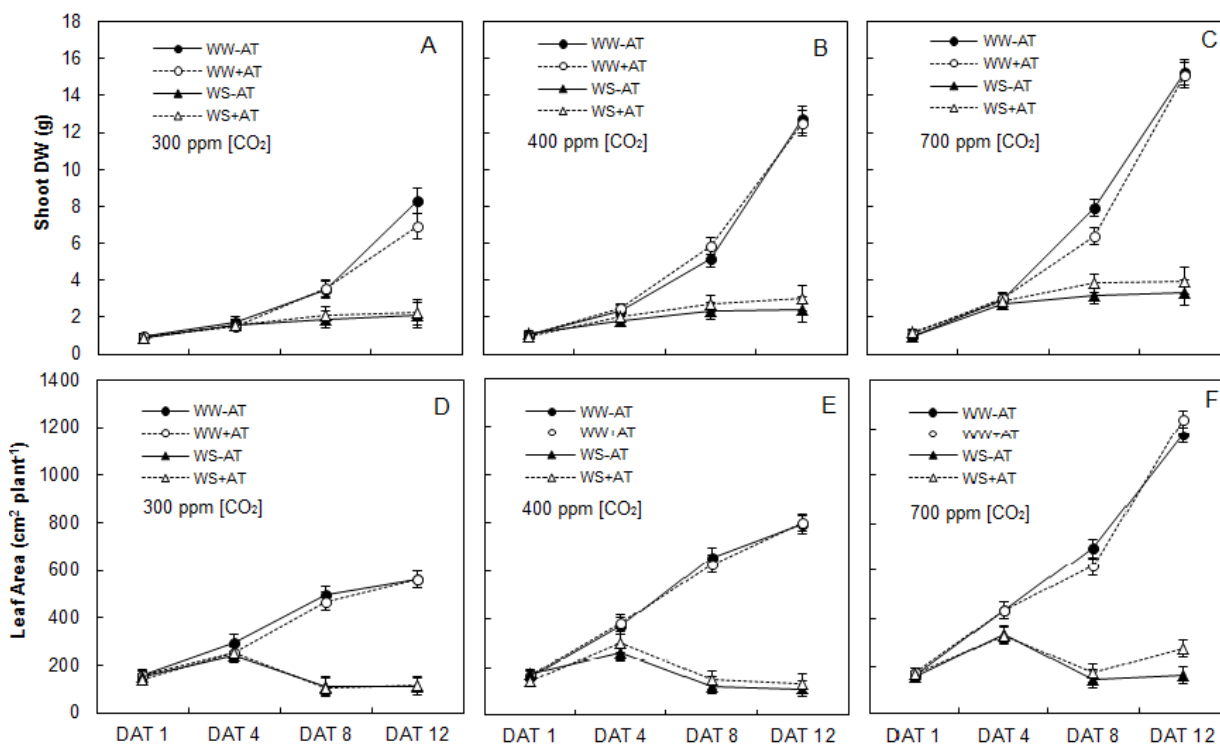 18
16
14
12
10
8
6
4
2
0
Shoot DW (g)
A
WW-AT
WW+AT
WS-AT
WS+AT
300 ppm [CO₂]
B
WW-AT
WW+AT
WS-AT
WS+AT
400 ppm [CO₂]
C
WW-AT
WW+AT
WS-AT
WS+AT
700 ppm [CO₂]
1400
1200
1000
800
600
400
200
0
Leaf Area (cm² plant⁻¹)
D
WW-AT
WW+AT
WS-AT
WS+AT
300 ppm [CO₂]
E
WW-AT
WW+AT
WS-AT
WS+AT
400 ppm [CO₂]
F
WW-AT
WW+AT
WS-AT
WS+AT
700 ppm [CO₂]
DAT 1 DAT 4 DAT 8 DAT 12
DAT 1 DAT 4 DAT 8 DAT 12
DAT 1 DAT 4 DAT 8 DAT 12